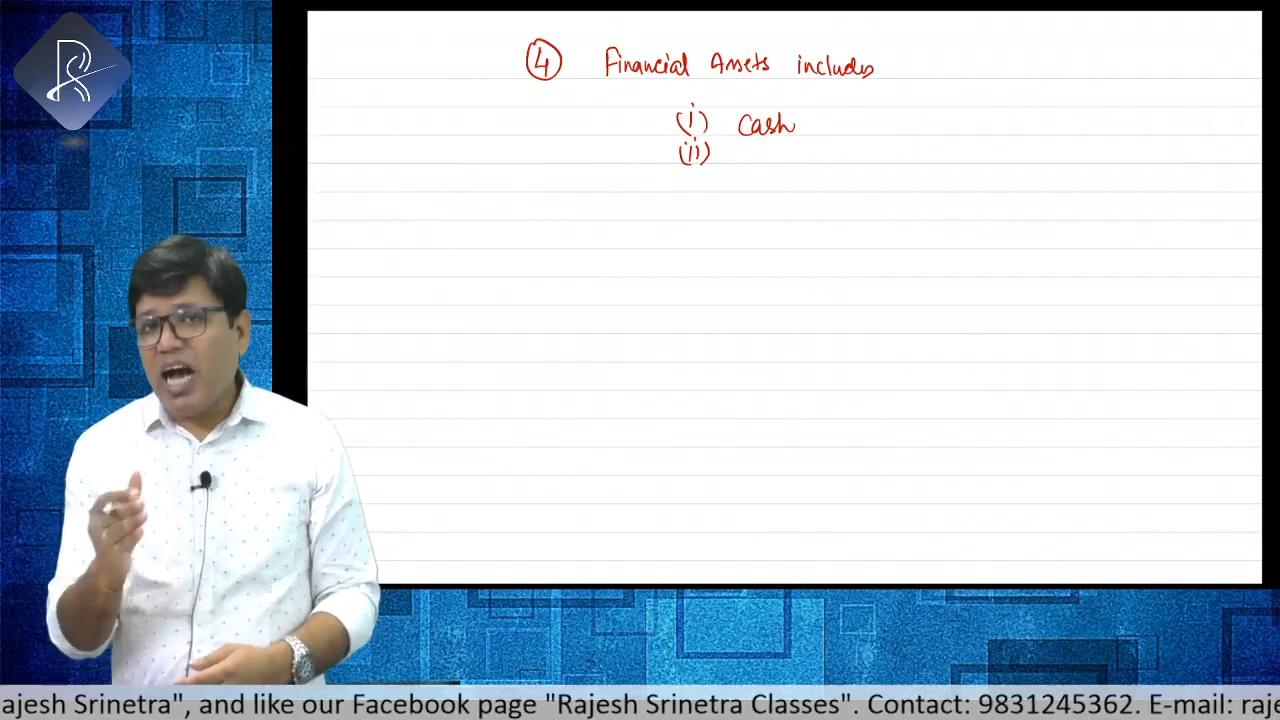 4 Financial Assets includes
(i) Cash
(ii)
ajesh Srinetra", and like our Facebook page "Rajesh Srinetra Classes". Contact: 9831245362. E-mail: raje